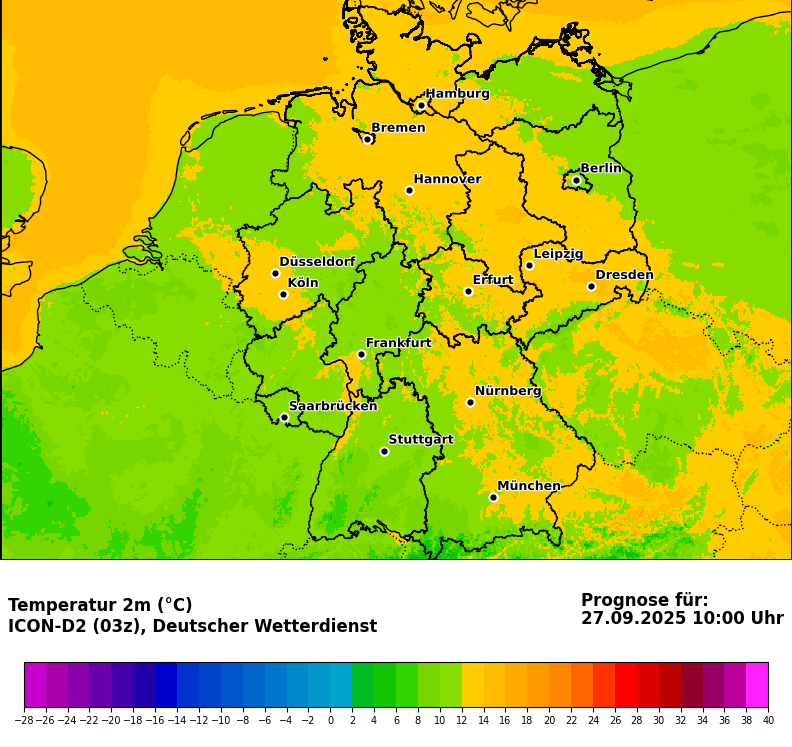 Hamburg
Bremen
Berlin
Hannover
Leipzig
Düsseldorf
Dresden
Köln
Erfurt
Frankfurt
Nürnberg
Saarbrücken
Stuttgart
München
Temperatur 2m (°C)
ICON-D2 (03z), Deutscher Wetterdienst
Prognose für:
27.09.2025 10:00 Uhr
−28 −26 −24 −22 −20 −18 −16 −14 −12 −10 −8 −6 −4 −2 0 2 4 6 8 10 12 14 16 18 20 22 24 26 28 30 32 34 36 38 40